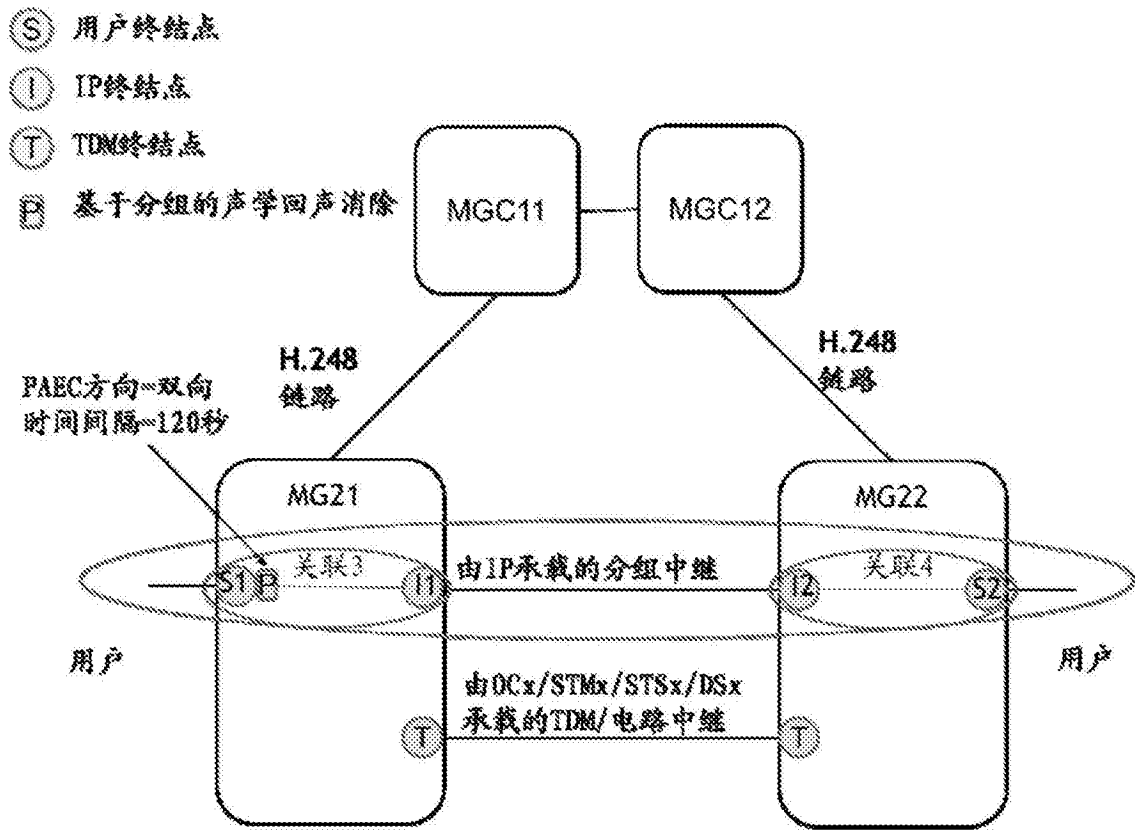 S 用户终结点
I IP终结点
T TDM终结点
P 基于分组的声学回声消除
MGC11
MGC12
H.248
链路
H.248
链路
PAEC方向=双向
时间间隔=120秒
MG21
MG22
S1
P
关联3
I1
由IP承载的分组中继
I2
关联4
S2
用户
用户
由OCx/STMx/STSx/DSx
承载的TDM/电路中继
T
T